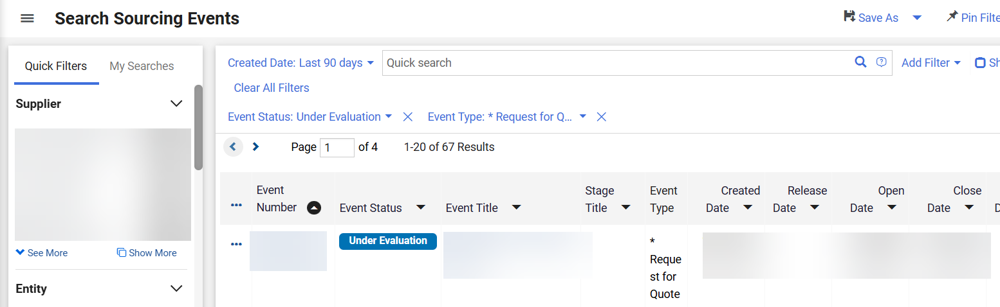 Search Sourcing Events
Save As
Pin Filte
Quick Filters
My Searches
Supplier
See More
Show More
Entity
Created Date: Last 90 days
Quick search
Add Filter
Sh
Clear All Filters
Event Status: Under Evaluation
Event Type: * Request for Q...
Page 1 of 4
1-20 of 67 Results
Event
Number
Event Status
Event Title
Stage
Title
Event
Type
Created
Date
Release
Date
Open
Date
Close
Date
D
Under Evaluation
*
Reque
st for
Quote